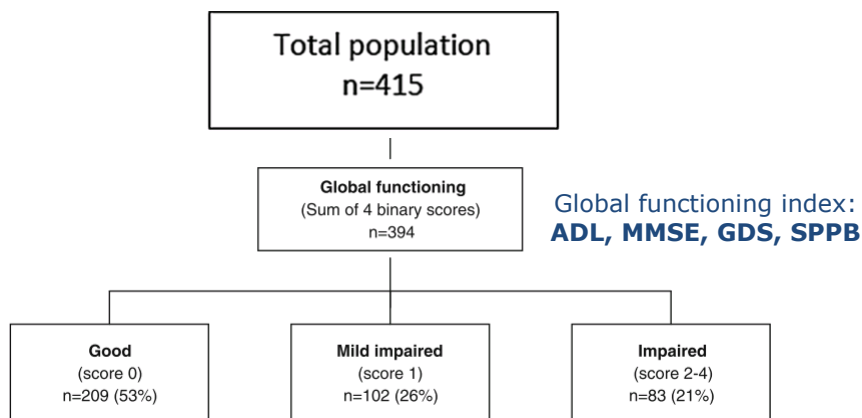 Total population
n=415
Global functioning
(Sum of 4 binary scores)
n=394
Global functioning index:
ADL, MMSE, GDS, SPPB
Good
(score 0)
n=209 (53%)
Mild impaired
(score 1)
n=102 (26%)
Impaired
(score 2-4)
n=83 (21%)